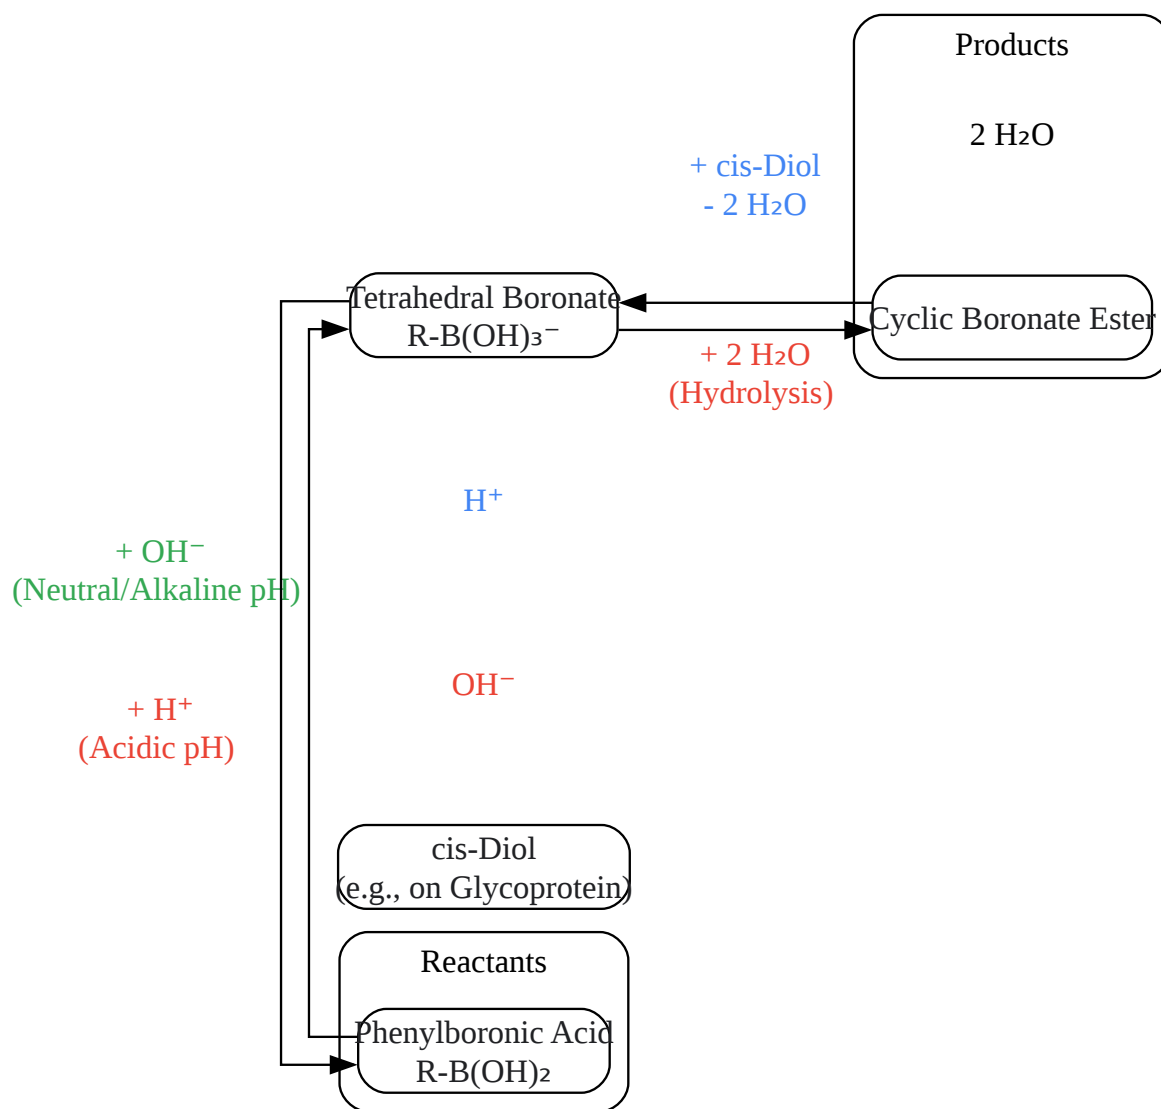 Products
2 H₂O
+ cis-Diol
- 2 H₂O
Tetrahedral Boronate
R-B(OH)₃⁻
Cyclic Boronate Ester
+ 2 H₂O
(Hydrolysis)
H⁺
+ OH⁻
(Neutral/Alkaline pH)
OH⁻
+ H⁺
(Acidic pH)
cis-Diol
(e.g., on Glycoprotein)
Reactants
Phenylboronic Acid
R-B(OH)₂